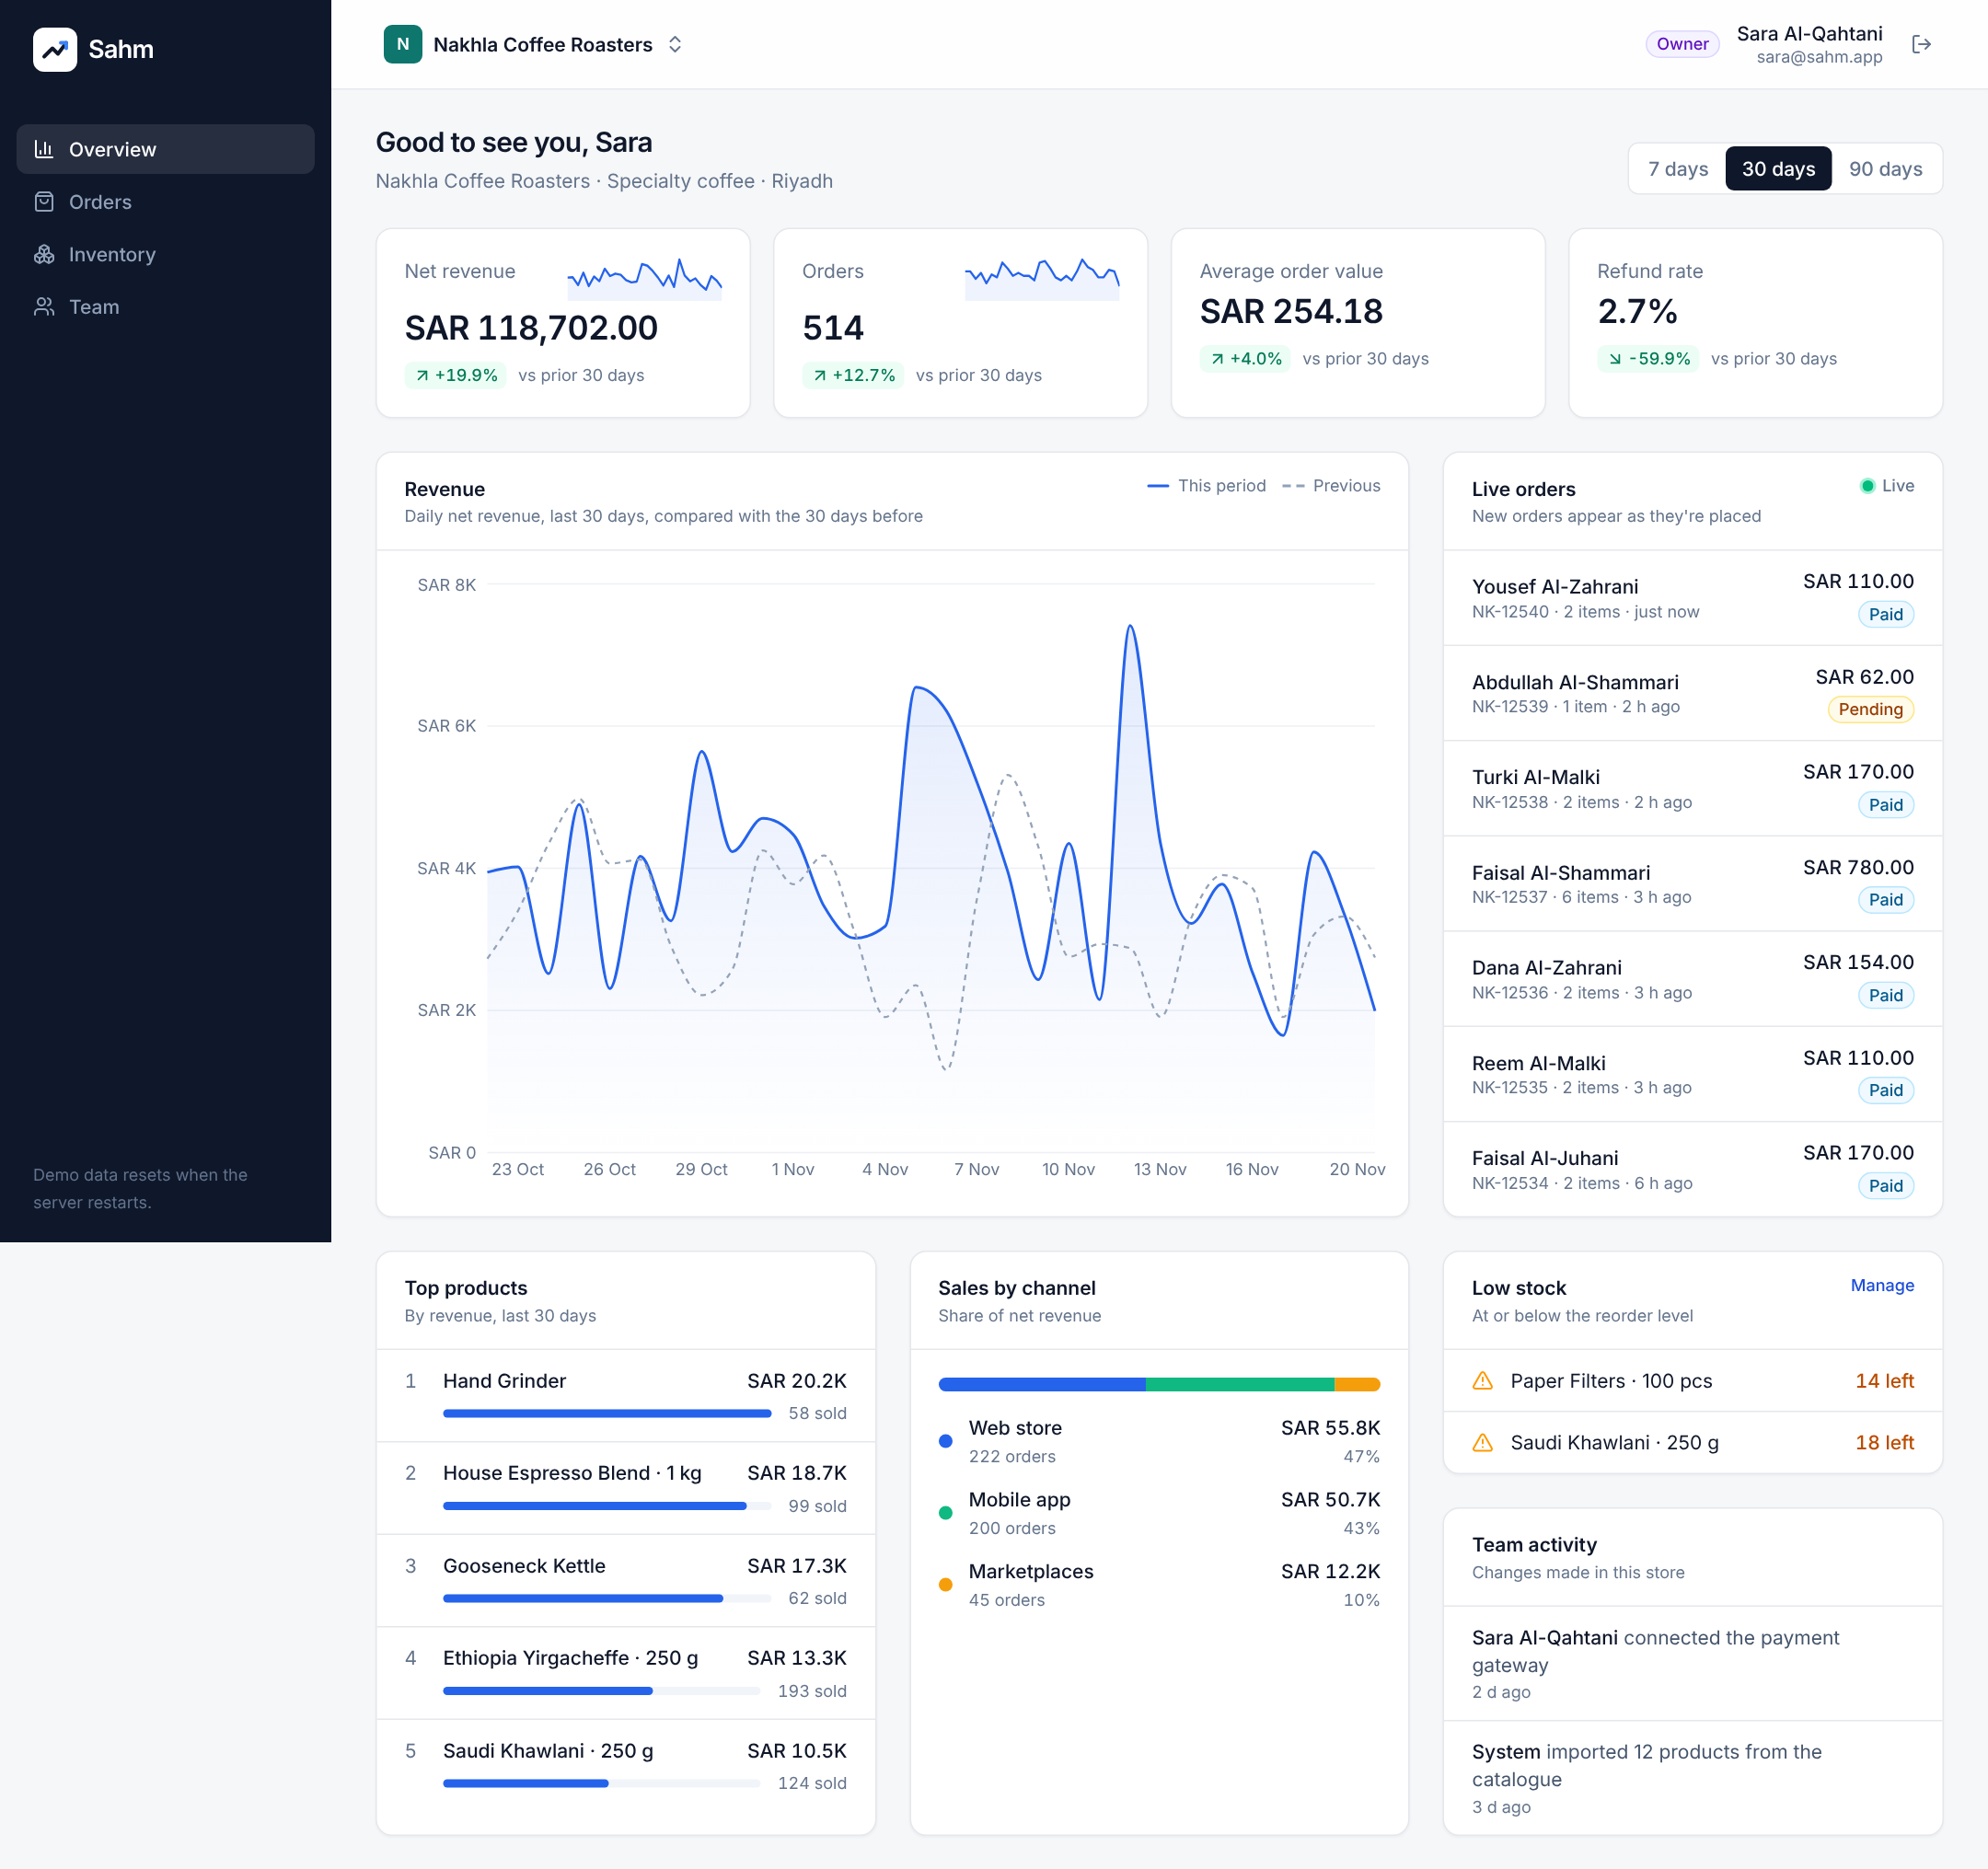 Sahm
Overview
Orders
Inventory
Team
Demo data resets when the
server restarts.
N
Nakhla Coffee Roasters
Owner
Sara Al-Qahtani
sara@sahm.app
Good to see you, Sara
Nakhla Coffee Roasters · Specialty coffee · Riyadh
7 days
30 days
90 days
Net revenue
SAR 118,702.00
+19.9% vs prior 30 days
Orders
514
+12.7% vs prior 30 days
Average order value
SAR 254.18
+4.0% vs prior 30 days
Refund rate
2.7%
-59.9% vs prior 30 days
Revenue
Daily net revenue, last 30 days, compared with the 30 days before
This period
Previous
SAR 8K
SAR 6K
SAR 4K
SAR 2K
SAR 0
23 Oct
26 Oct
29 Oct
1 Nov
4 Nov
7 Nov
10 Nov
13 Nov
16 Nov
20 Nov
Live orders
Live
New orders appear as they're placed
Yousef Al-Zahrani
SAR 110.00
NK-12540 · 2 items · just now
Paid
Abdullah Al-Shammari
SAR 62.00
NK-12539 · 1 item · 2 h ago
Pending
Turki Al-Malki
SAR 170.00
NK-12538 · 2 items · 2 h ago
Paid
Faisal Al-Shammari
SAR 780.00
NK-12537 · 6 items · 3 h ago
Paid
Dana Al-Zahrani
SAR 154.00
NK-12536 · 2 items · 3 h ago
Paid
Reem Al-Malki
SAR 110.00
NK-12535 · 2 items · 3 h ago
Paid
Faisal Al-Juhani
SAR 170.00
NK-12534 · 2 items · 6 h ago
Paid
Top products
By revenue, last 30 days
1 Hand Grinder SAR 20.2K
58 sold
2 House Espresso Blend · 1 kg SAR 18.7K
99 sold
3 Gooseneck Kettle SAR 17.3K
62 sold
4 Ethiopia Yirgacheffe · 250 g SAR 13.3K
193 sold
5 Saudi Khawlani · 250 g SAR 10.5K
124 sold
Sales by channel
Share of net revenue
Web store SAR 55.8K
222 orders 47%
Mobile app SAR 50.7K
200 orders 43%
Marketplaces SAR 12.2K
45 orders 10%
Low stock
Manage
At or below the reorder level
Paper Filters · 100 pcs 14 left
Saudi Khawlani · 250 g 18 left
Team activity
Changes made in this store
Sara Al-Qahtani connected the payment
gateway
2 d ago
System imported 12 products from the
catalogue
3 d ago